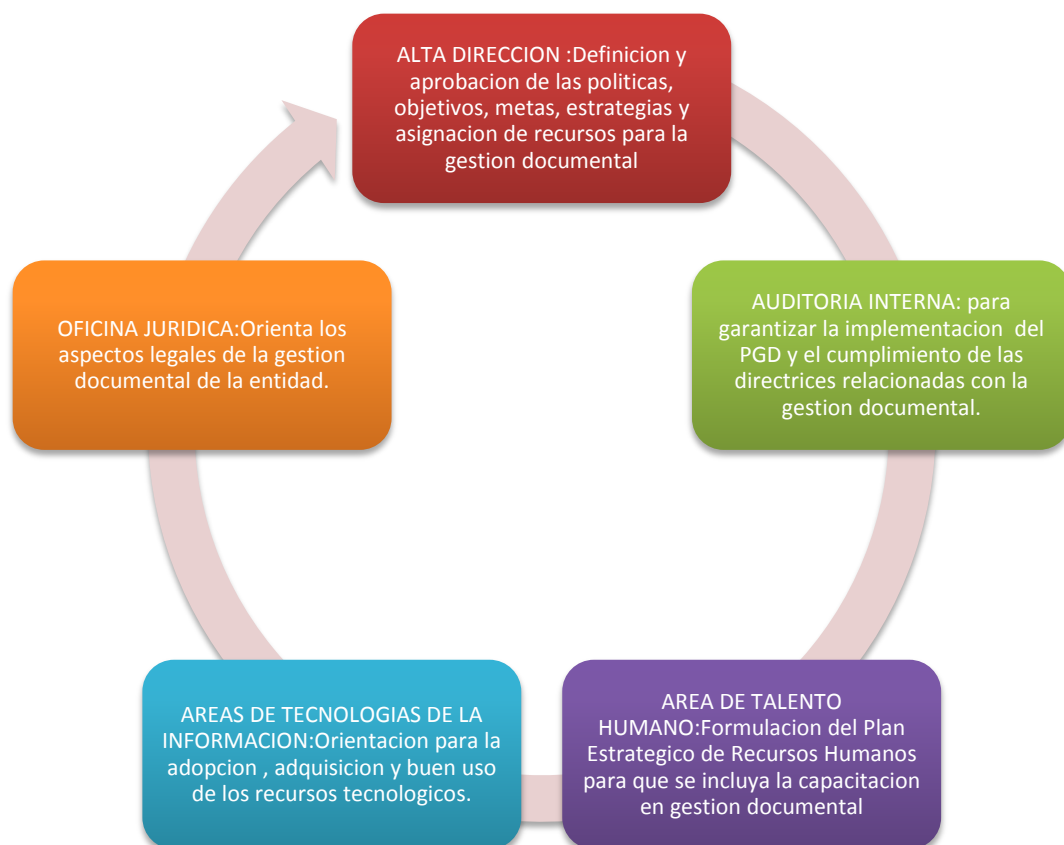 ALTA DIRECCION :Definicion y
aprobacion de las politicas,
objetivos, metas, estrategias y
asignacion de recursos para la
gestion documental
AUDITORIA INTERNA: para
garantizar la implementacion  del
PGD y el cumplimiento de las
directrices relacionadas con la
gestion documental.
AREA DE TALENTO
HUMANO:Formulacion del Plan
Estrategico de Recursos Humanos
para que se incluya la capacitacion
en gestion documental
AREAS DE TECNOLOGIAS DE LA
INFORMACION:Orientacion para la
adopcion , adquisicion y buen uso
de los recursos tecnologicos.
OFICINA JURIDICA:Orienta los
aspectos legales de la gestion
documental de la entidad.